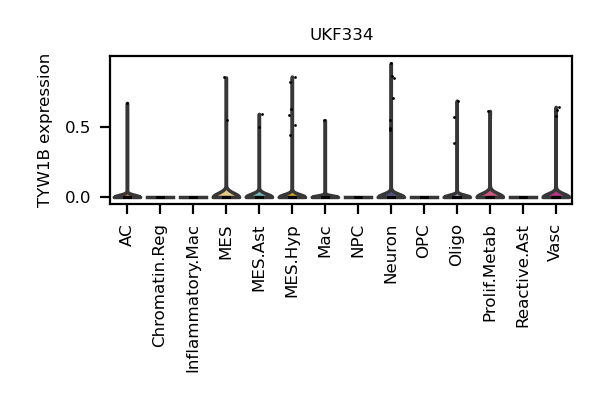 UKF334
TYW1B expression
0.5
0.0
AC
Chromatin.Reg
Inflammatory.Mac
MES
MES.Ast
MES.Hyp
Mac
NPC
Neuron
OPC
Oligo
Prolif.Metab
Reactive.Ast
Vasc